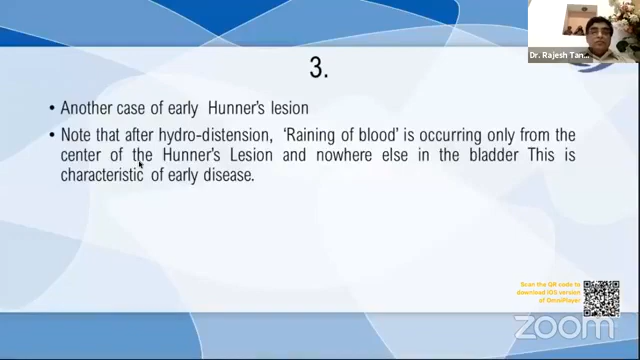 Dr. Rajesh Tan...
3.
• Another case of early Hunner's lesion
• Note that after hydro-distension, 'Raining of blood' is occurring only from the
center of the Hunner's Lesion and nowhere else in the bladder This is
characteristic of early disease.
Scan the QR code to
download iOS version
of OmniPlayer
zoom